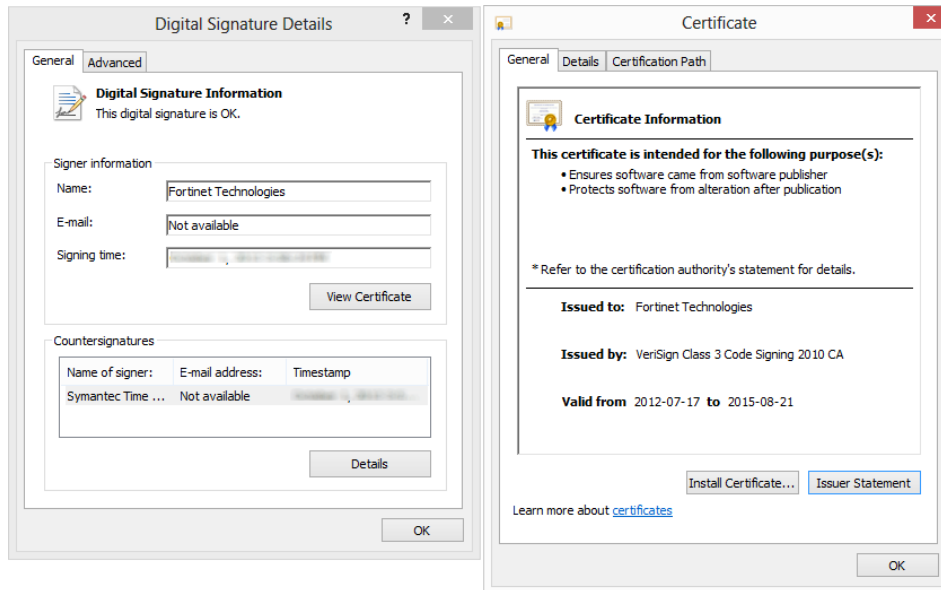 Digital Signature Details
?
General
Advanced
Digital Signature Information
This digital signature is OK.
Signer information
Name:
Fortinet Technologies
E-mail:
Not available
Signing time:
View Certificate
Countersignatures
Name of signer: E-mail address: Timestamp
Symantec Time ... Not available
Details
OK
Certificate
General
Details
Certification Path
Certificate Information
This certificate is intended for the following purpose(s):
• Ensures software came from software publisher
• Protects software from alteration after publication
* Refer to the certification authority's statement for details.
Issued to: Fortinet Technologies
Issued by: VeriSign Class 3 Code Signing 2010 CA
Valid from 2012-07-17 to 2015-08-21
Install Certificate...
Issuer Statement
Learn more about certificates
OK